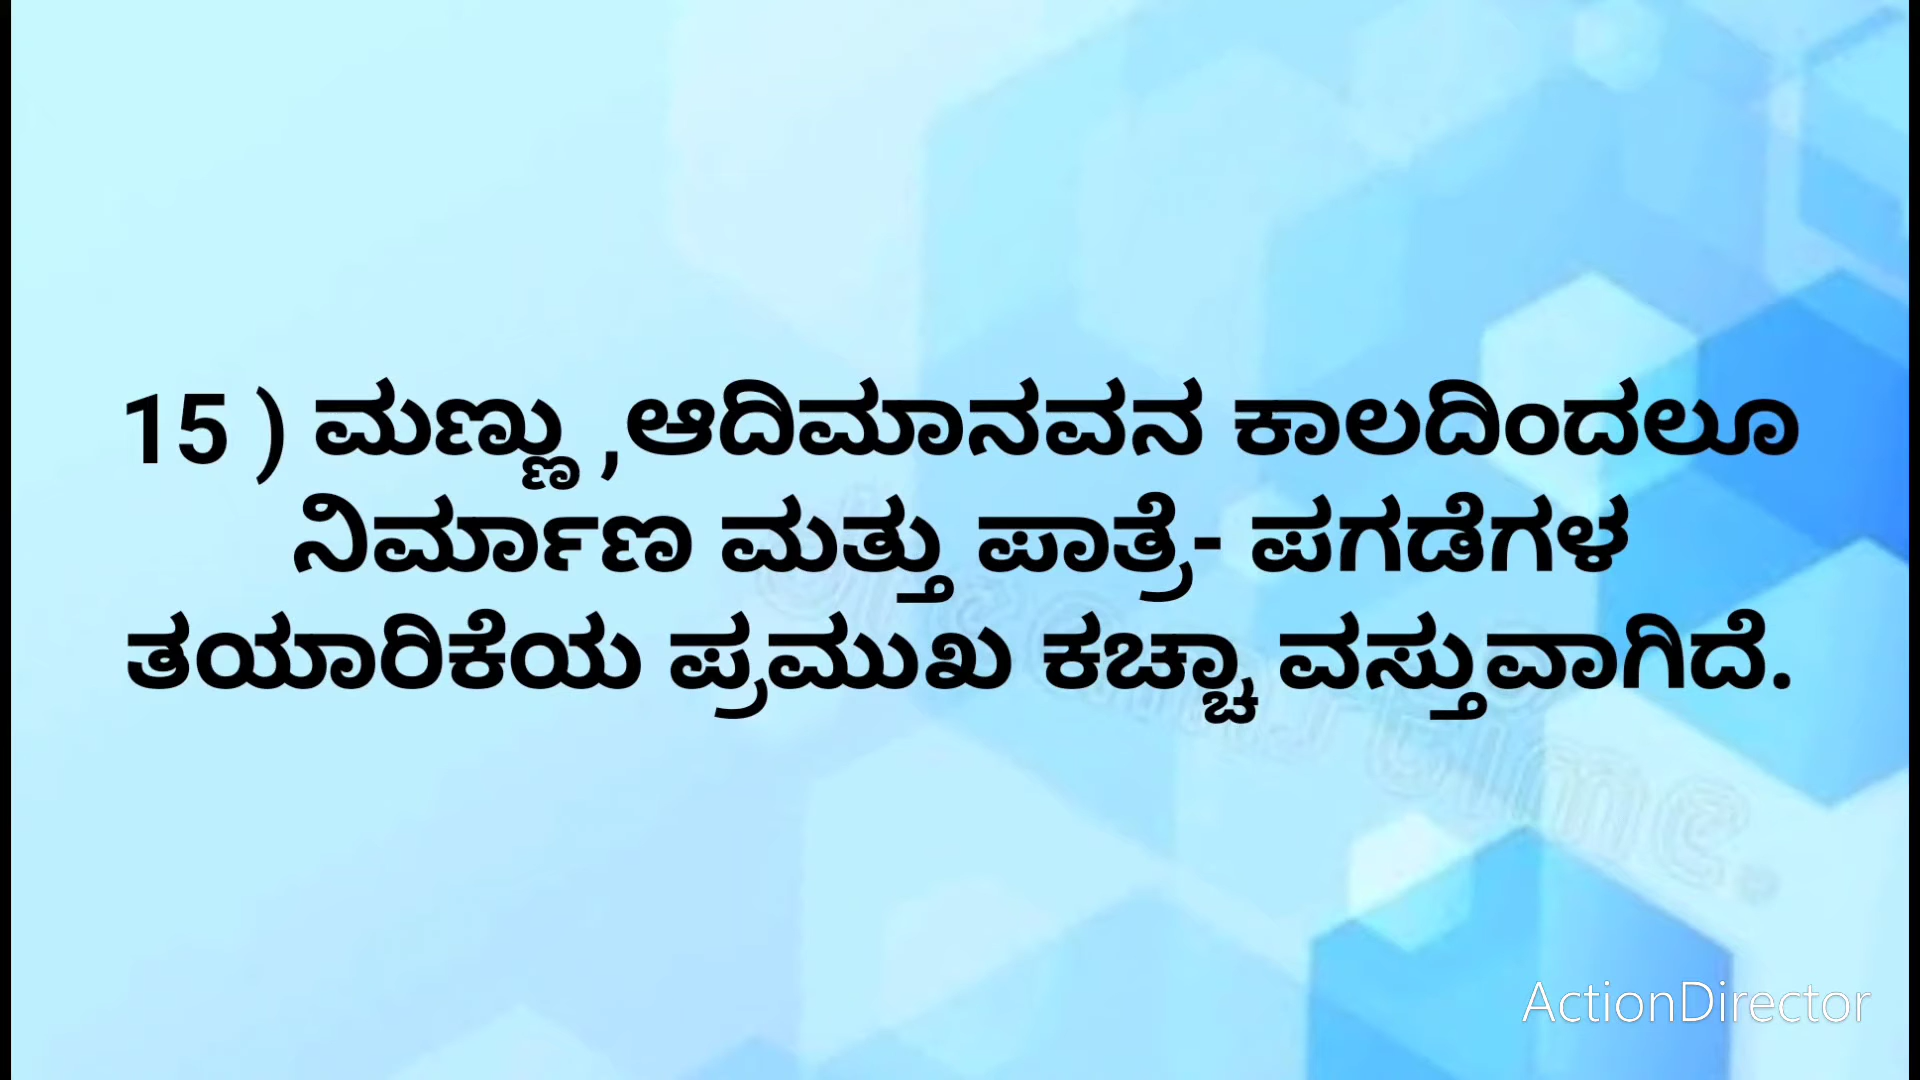 15 ) ಮಣ್ಣು ,ಆದಿಮಾನವನ ಕಾಲದಿಂದಲೂ
ನಿರ್ಮಾಣ ಮತ್ತು ಪಾತ್ರೆ- ಪಗಡೆಗಳ
ತಯಾರಿಕೆಯ ಪ್ರಮುಖ ಕಚ್ಚಾ ವಸ್ತುವಾಗಿದೆ.
ActionDirector